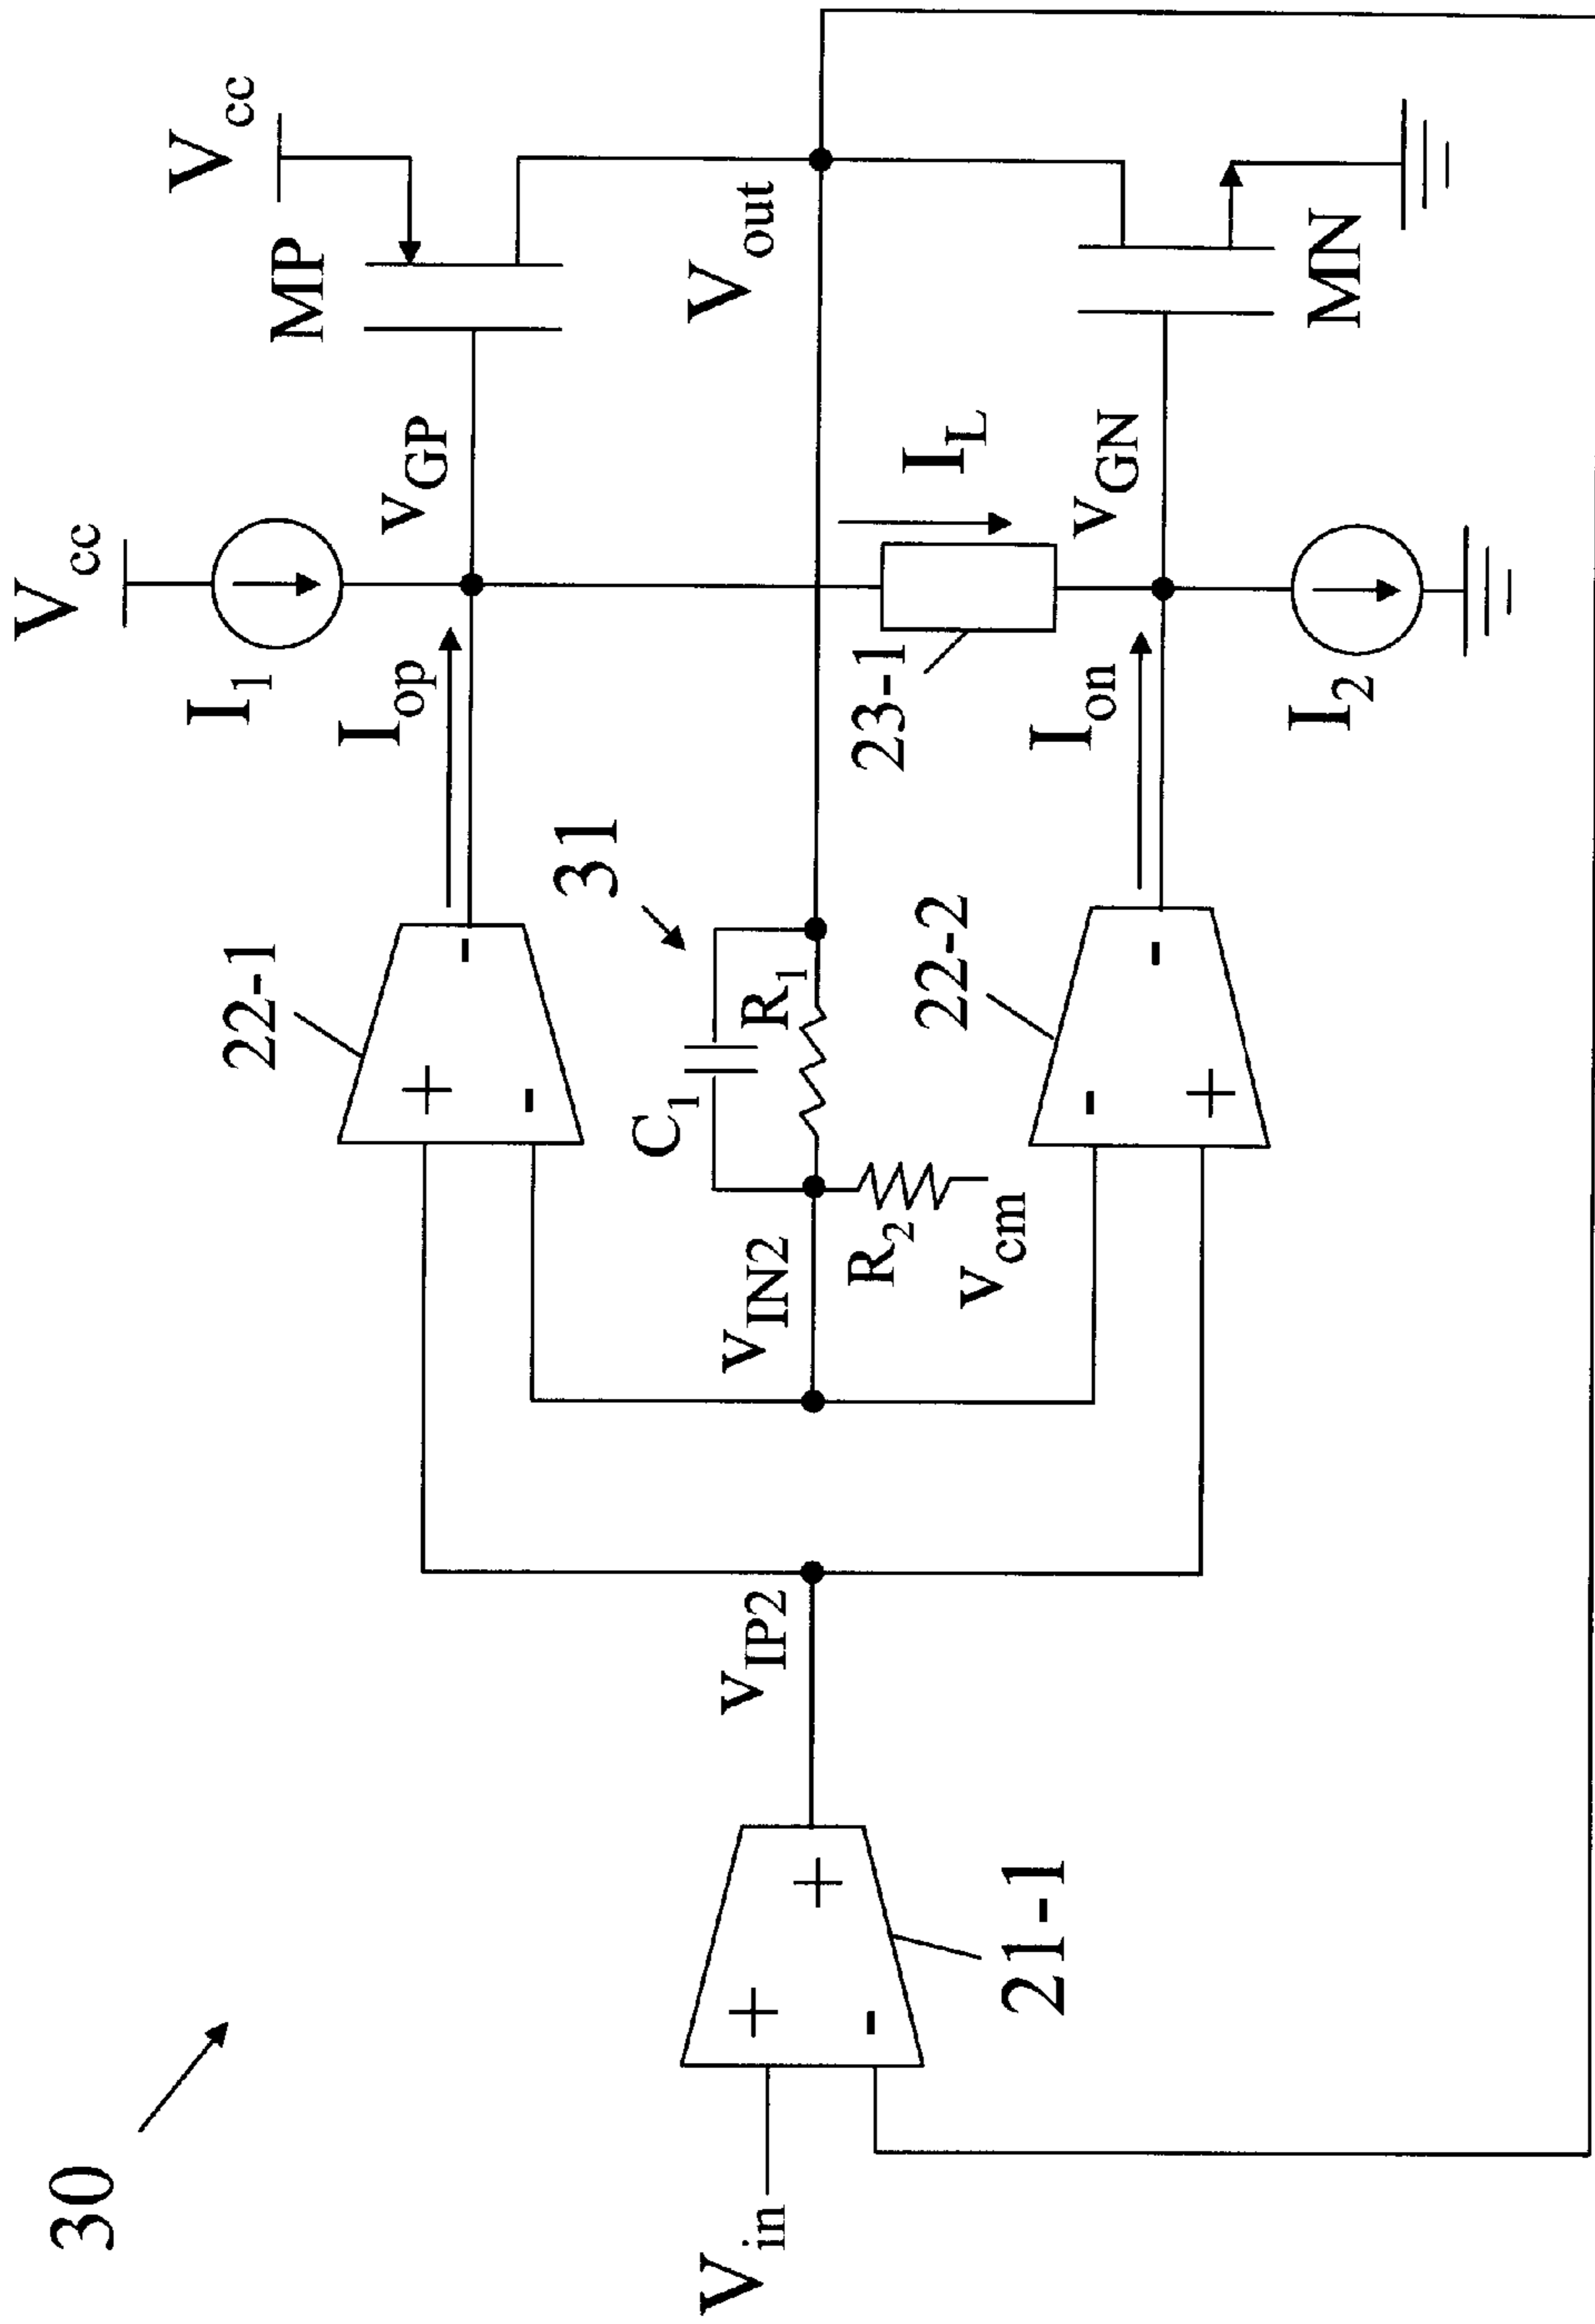 30
V_in
21-1
+
-
+
V_IP2
V_IN2
22-1
+
-
-
31
C_1
R_1
R_2
V_cm
22-2
-
+
-
V_cc
I_1
I_op
V_GP
23-1
I_L
I_on
V_GN
I_2
V_cc
MP
V_out
MN